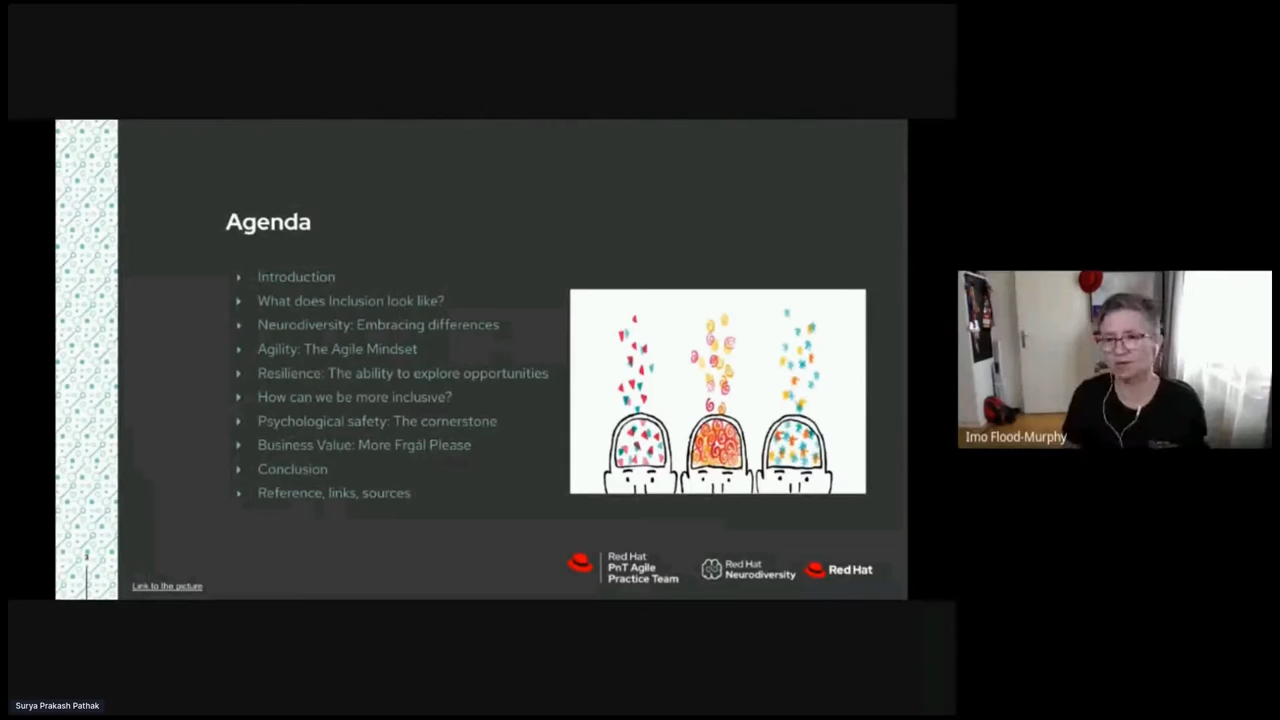 Agenda
Introduction
What does Inclusion look like?
Neurodiversity: Embracing differences
Agility: The Agile Mindset
Resilience: The ability to explore opportunities
How can we be more inclusive?
Psychological safety: The cornerstone
Business Value: More Frgál Please
Conclusion
Reference, links, sources
3
Link to the picture
Red Hat
PnT Agile
Practice Team
Red Hat
Neurodiversity
Red Hat
Imo Flood-Murphy
Surya Prakash Pathak